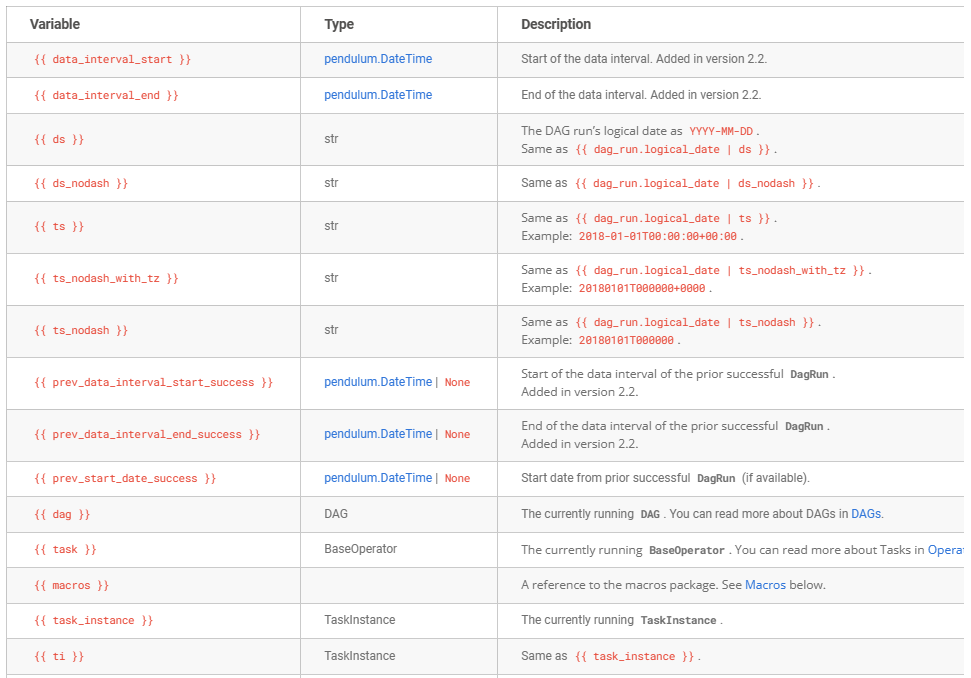 Variable Type Description
{{ data_interval_start }} pendulum.DateTime Start of the data interval. Added in version 2.2.
{{ data_interval_end }} pendulum.DateTime End of the data interval. Added in version 2.2.
{{ ds }} str The DAG run's logical date as YYYY-MM-DD .
Same as {{ dag_run.logical_date | ds }} .
{{ ds_nodash }} str Same as {{ dag_run.logical_date | ds_nodash }} .
{{ ts }} str Same as {{ dag_run.logical_date | ts }} .
Example: 2018-01-01T00:00:00+00:00 .
{{ ts_nodash_with_tz }} str Same as {{ dag_run.logical_date | ts_nodash_with_tz }} .
Example: 20180101T000000+0000 .
{{ ts_nodash }} str Same as {{ dag_run.logical_date | ts_nodash }} .
Example: 20180101T000000 .
{{ prev_data_interval_start_success }} pendulum.DateTime | None Start of the data interval of the prior successful DagRun .
Added in version 2.2.
{{ prev_data_interval_end_success }} pendulum.DateTime | None End of the data interval of the prior successful DagRun .
Added in version 2.2.
{{ prev_start_date_success }} pendulum.DateTime | None Start date from prior successful DagRun (if available).
{{ dag }} DAG The currently running DAG . You can read more about DAGs in DAGs.
{{ task }} BaseOperator The currently running BaseOperator . You can read more about Tasks in Opera
{{ macros }} A reference to the macros package. See Macros below.
{{ task_instance }} TaskInstance The currently running TaskInstance .
{{ ti }} TaskInstance Same as {{ task_instance }} .